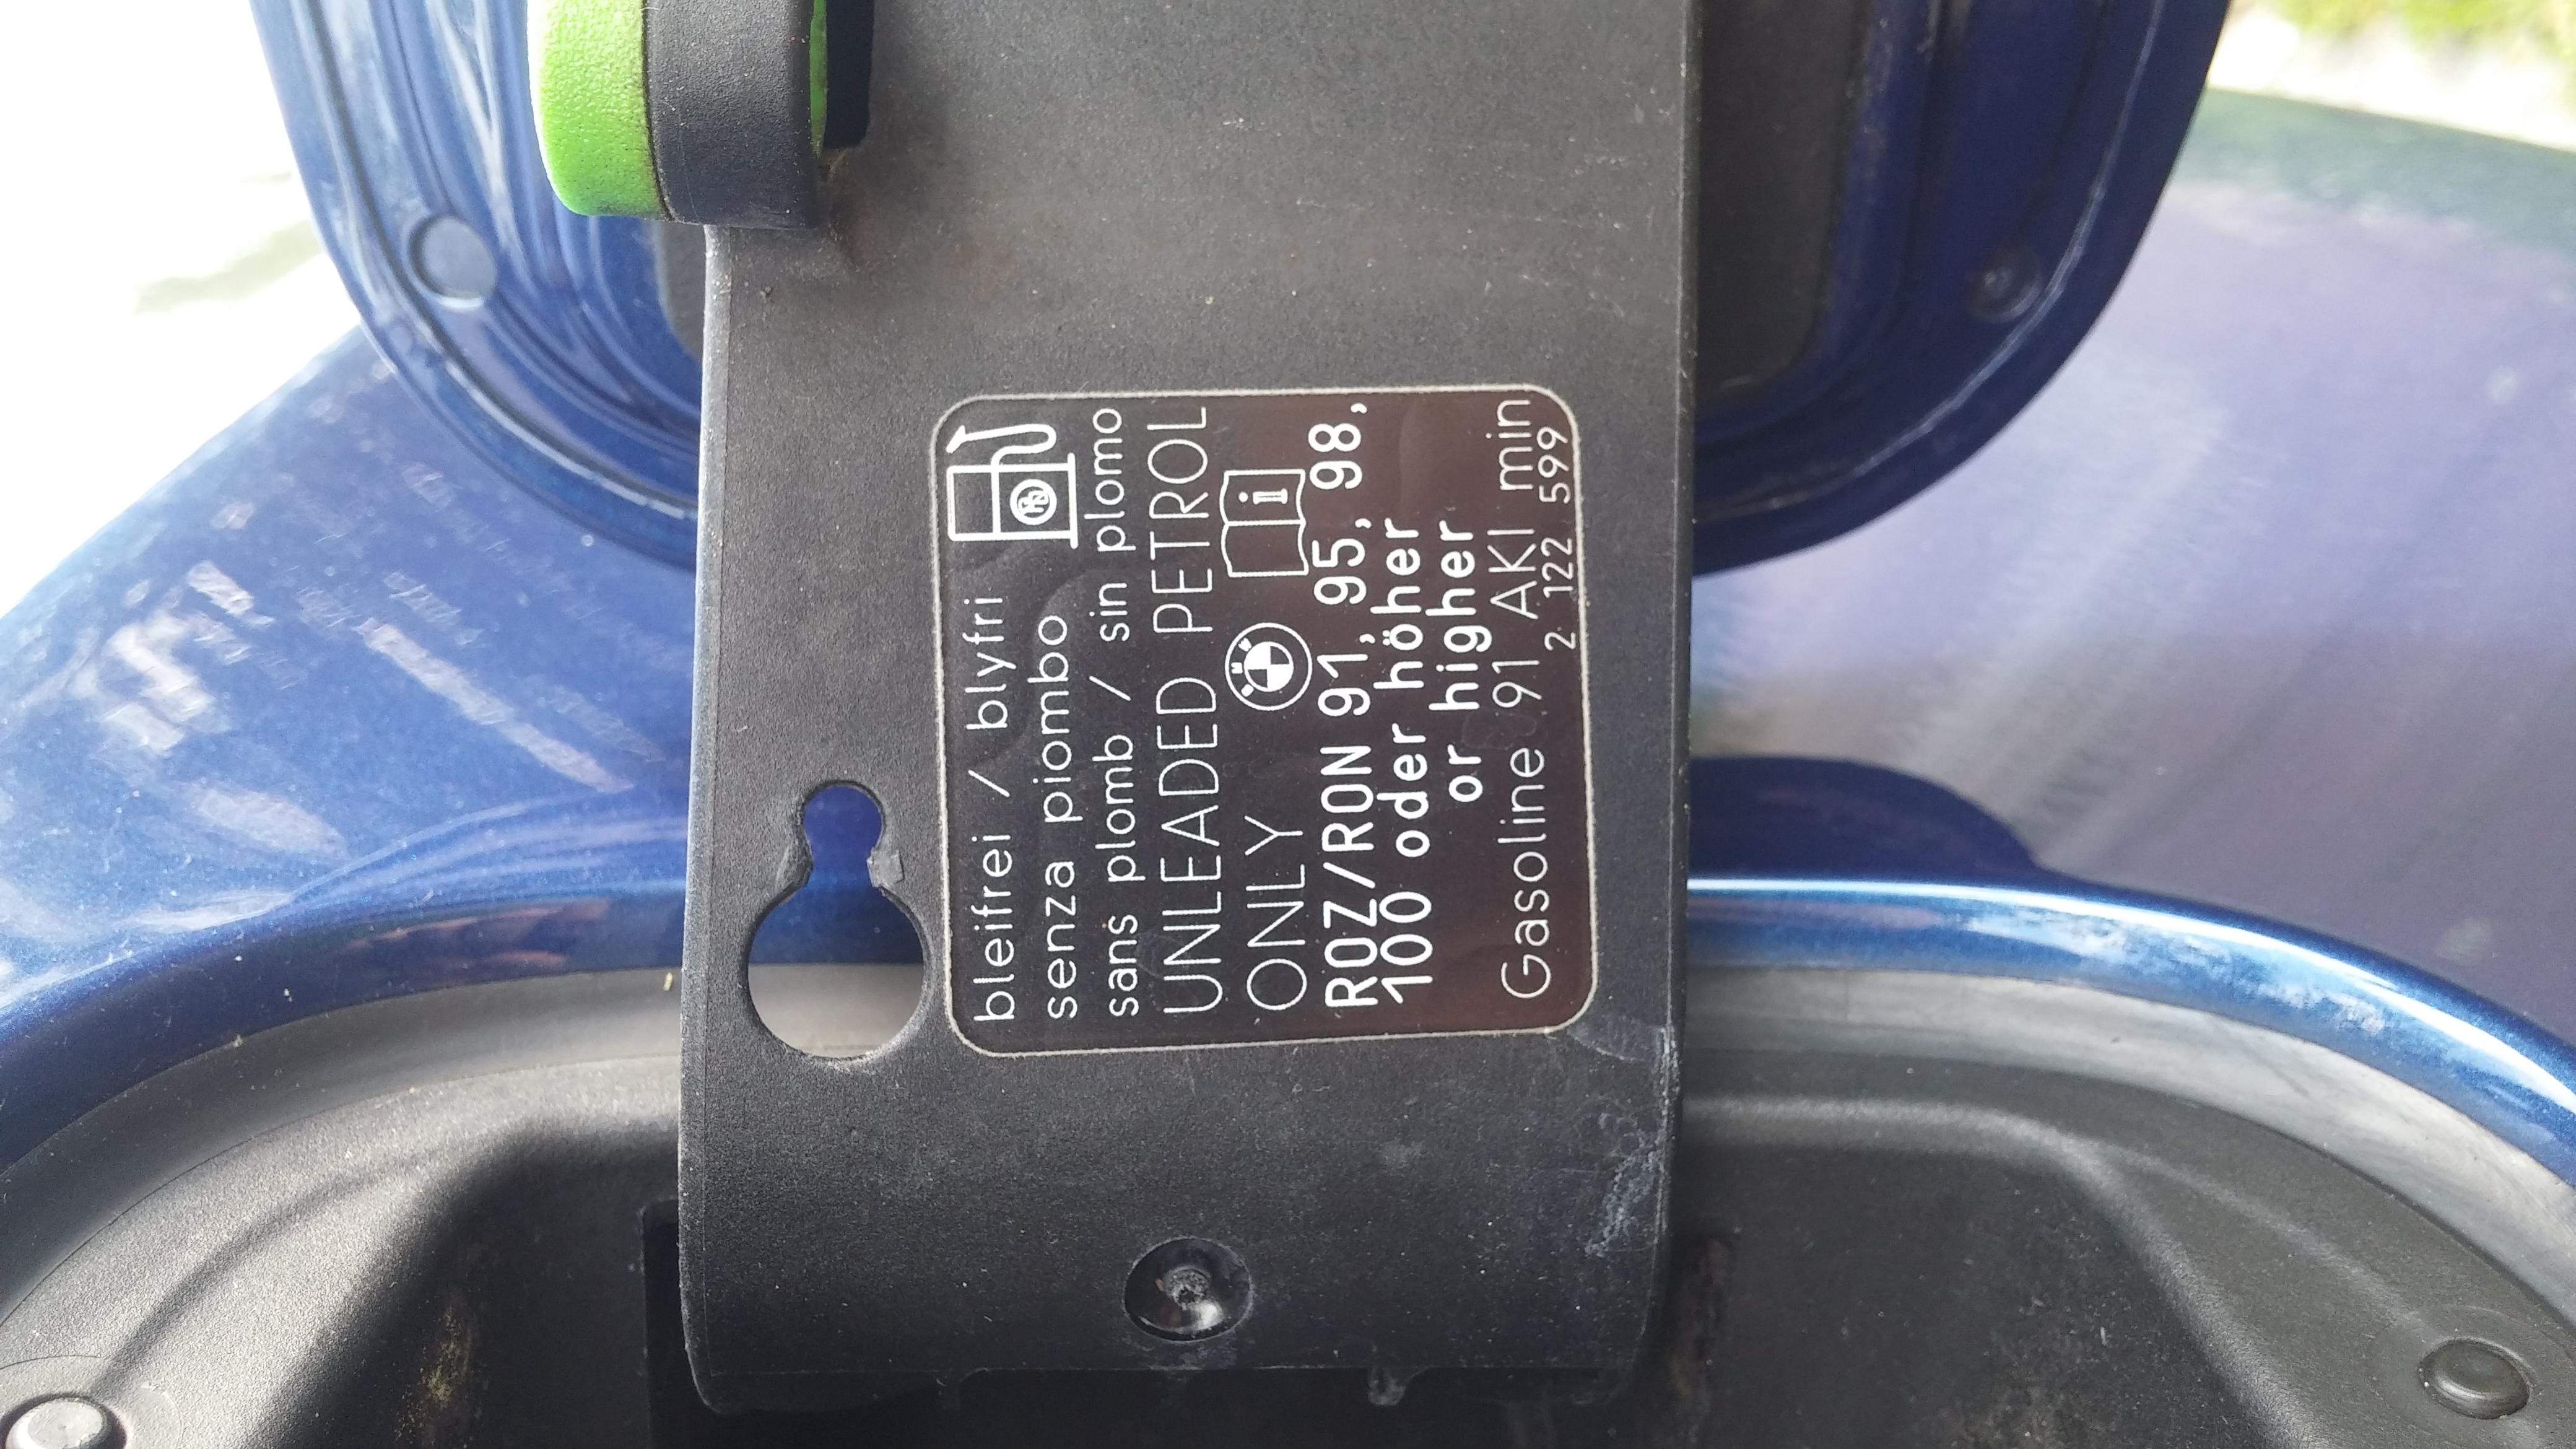 bleifrei / blyfri
senza piombo
sans plomb / sin plomo
UNLEADED PETROL
ONLY
BMW
i
ROZ/RON 91, 95, 98,
100 oder höher
or higher
Gasoline 91 AKI min
2 122 599